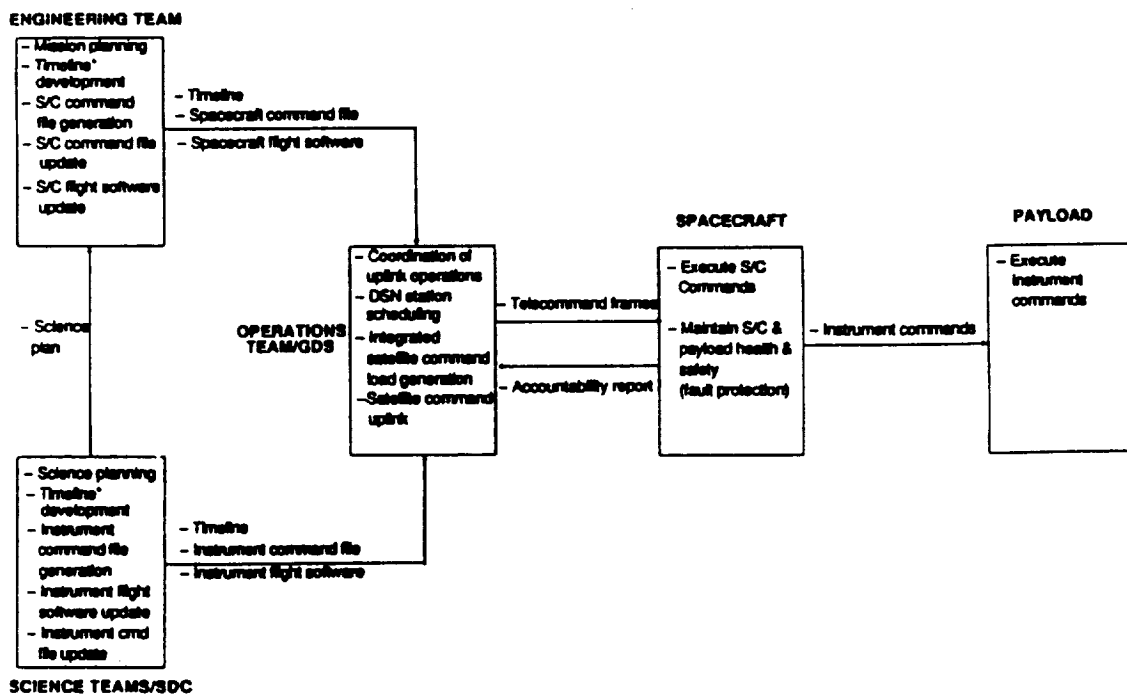 ENGINEERING TEAM
– Mission planning
– Timeline*
development
– S/C command
file generation
– S/C command file
update
– S/C flight software
update
– Timeline
– Spacecraft command file
– Spacecraft flight software
– Science
plan
OPERATIONS
TEAM/GDS
– Coordination of
uplink operations
– DSN station
scheduling
– Integrated
satellite command
load generation
– Satellite command
uplink
– Telecommand frames
– Accountability report
SPACECRAFT
– Execute S/C
Commands
– Maintain S/C &
payload health &
safety
(fault protection)
– Instrument commands
PAYLOAD
– Execute
instrument
commands
– Science planning
– Timeline*
development
– Instrument
command file
generation
– Instrument flight
software update
– Instrument cmd
file update
– Timeline
– Instrument command file
– Instrument flight software
SCIENCE TEAMS/SDC